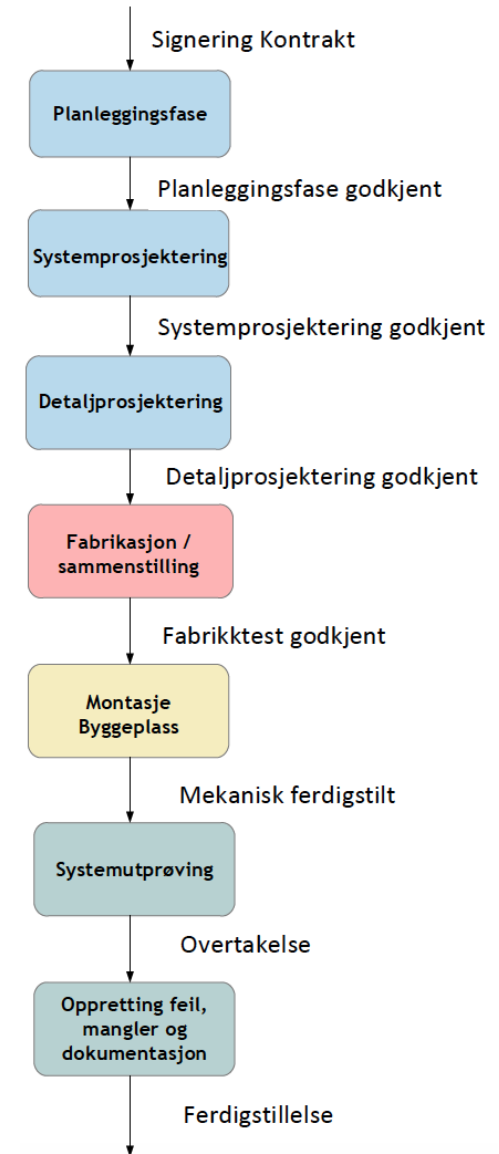 Signering Kontrakt
Planleggingsfase
Planleggingsfase godkjent
Systemprosjektering
Systemprosjektering godkjent
Detaljprosjektering
Detaljprosjektering godkjent
Fabrikasjon /
sammenstilling
Fabrikktest godkjent
Montasje
Byggeplass
Mekanisk ferdigstilt
Systemutprøving
Overtakelse
Oppretting feil,
mangler og
dokumentasjon
Ferdigstillelse